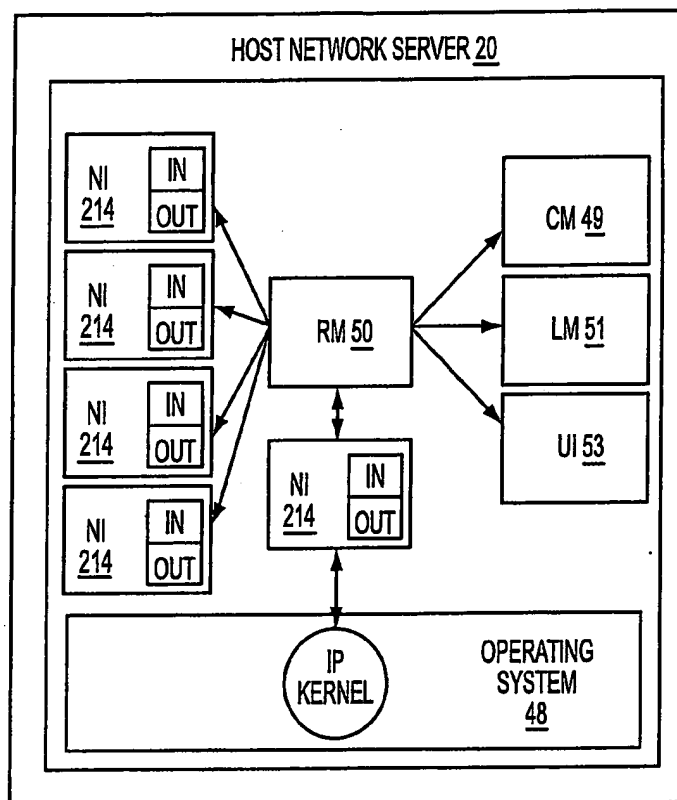 HOST NETWORK SERVER 20
NI
214
IN
OUT
NI
214
IN
OUT
NI
214
IN
OUT
NI
214
IN
OUT
RM 50
NI
214
IN
OUT
CM 49
LM 51
UI 53
IP
KERNEL
OPERATING
SYSTEM
48